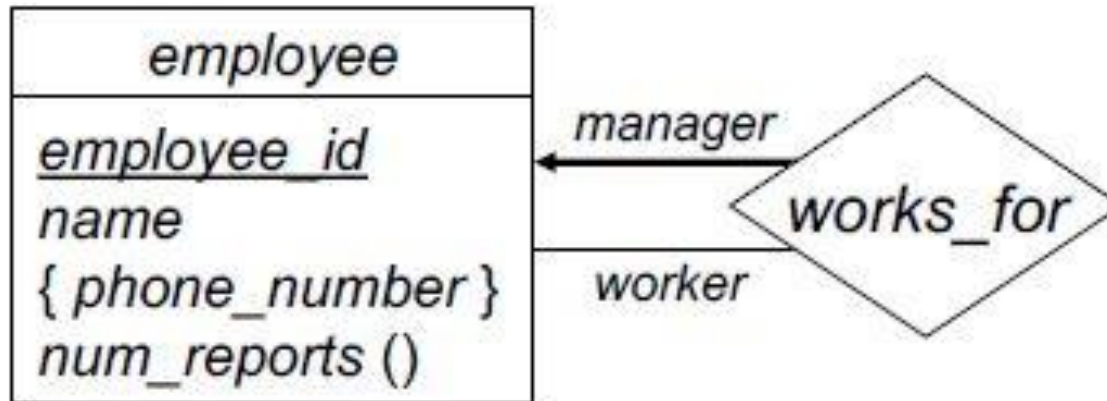 employee
employee_id
name
{ phone_number }
num_reports ()
manager
works_for
worker